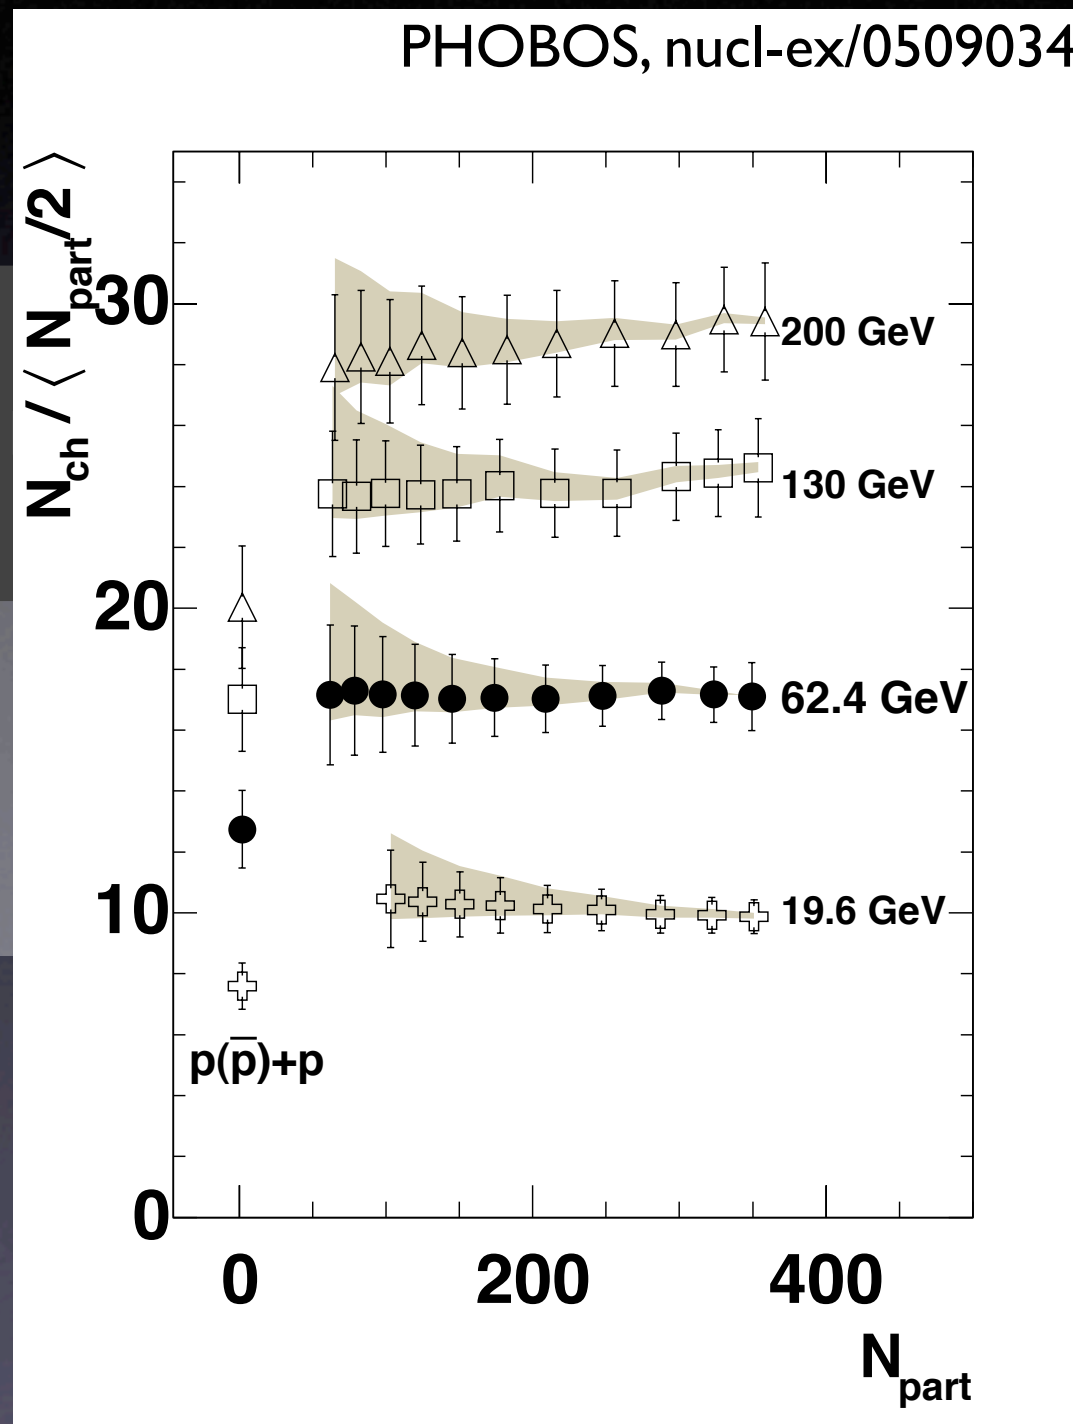 PHOBOS, nucl-ex/0509034
N_ch / ⟨ N_part /2 ⟩
30
20
10
0
200 GeV
130 GeV
62.4 GeV
19.6 GeV
p(p̅)+p
0 200 400
N_part